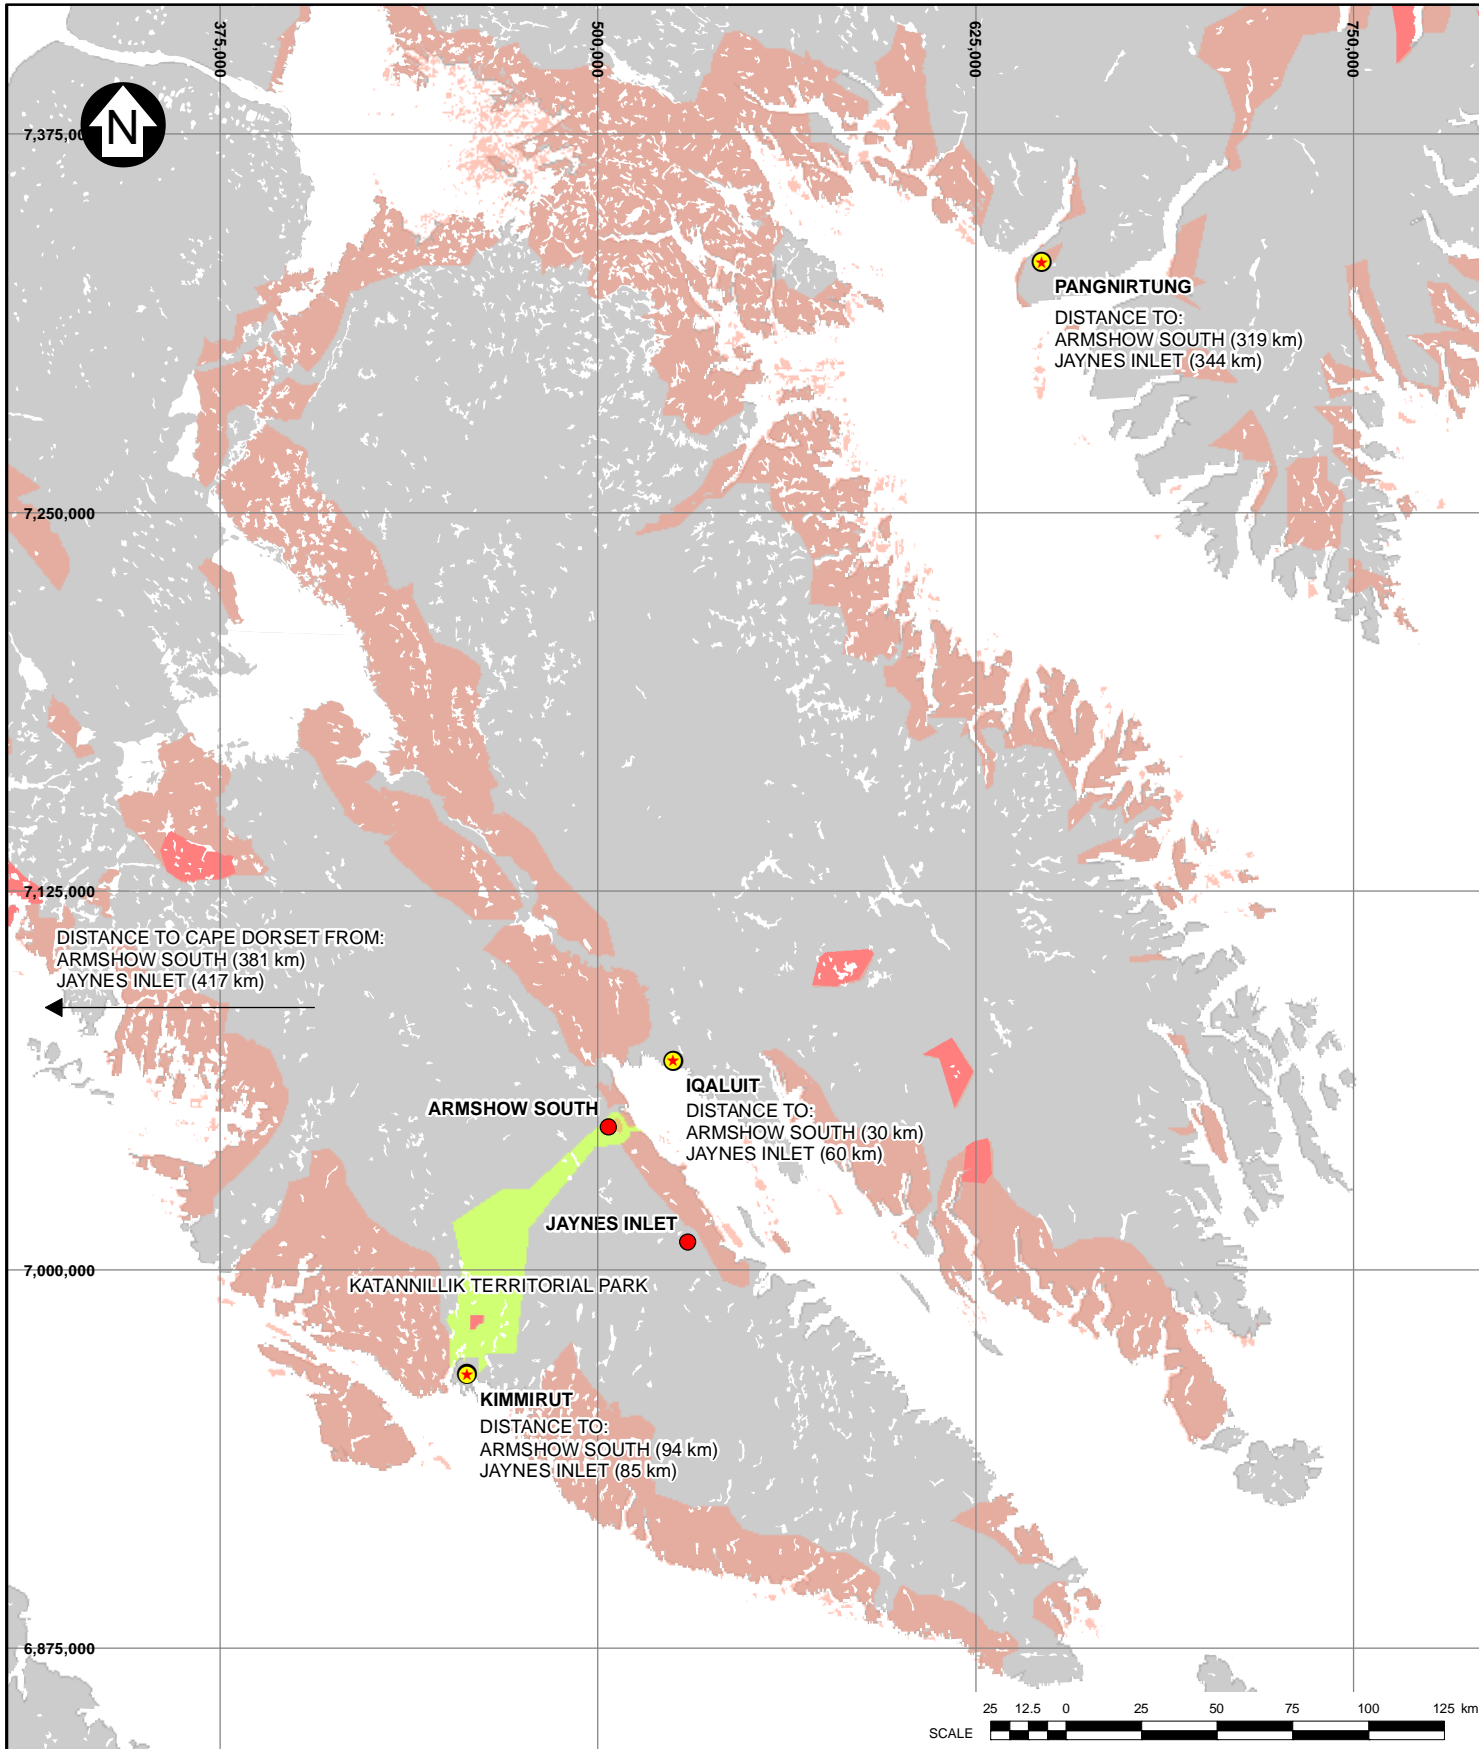 375,000
500,000
625,000
750,000
N
7,375,000
PANGNIRTUNG
DISTANCE TO:
ARMSHOW SOUTH (319 km)
JAYNES INLET (344 km)
7,250,000
7,125,000
DISTANCE TO CAPE DORSET FROM:
ARMSHOW SOUTH (381 km)
JAYNES INLET (417 km)
IQALUIT
DISTANCE TO:
ARMSHOW SOUTH (30 km)
JAYNES INLET (60 km)
ARMSHOW SOUTH
JAYNES INLET
7,000,000
KATANNILLIK TERRITORIAL PARK
KIMMIRUT
DISTANCE TO:
ARMSHOW SOUTH (94 km)
JAYNES INLET (85 km)
6,875,000
25 12.5 0 25 50 75 100 125 km
SCALE